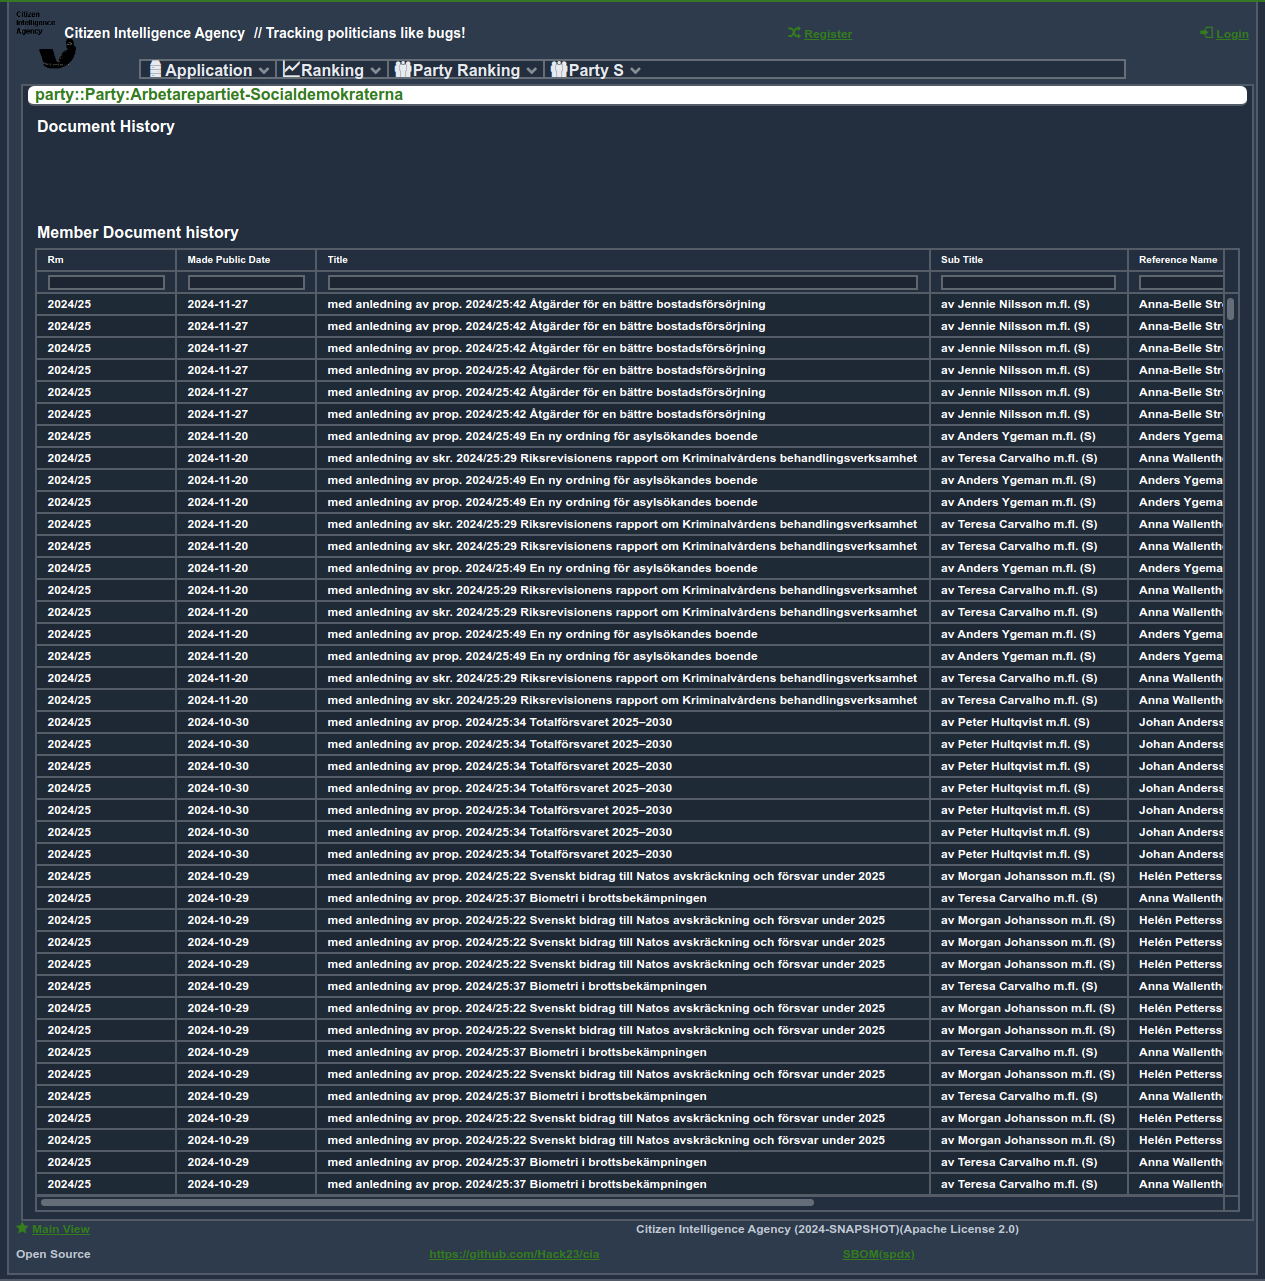 Citizen
Intelligence
Agency
Citizen Intelligence Agency // Tracking politicians like bugs!
Register
Login
Application Ranking Party Ranking Party S
party::Party:Arbetarepartiet-Socialdemokraterna
Document History
Member Document history
Rm Made Public Date Title Sub Title Reference Name
2024/25 2024-11-27 med anledning av prop. 2024/25:42 Åtgärder för en bättre bostadsförsörjning av Jennie Nilsson m.fl. (S) Anna-Belle Str
2024/25 2024-11-27 med anledning av prop. 2024/25:42 Åtgärder för en bättre bostadsförsörjning av Jennie Nilsson m.fl. (S) Anna-Belle Str
2024/25 2024-11-27 med anledning av prop. 2024/25:42 Åtgärder för en bättre bostadsförsörjning av Jennie Nilsson m.fl. (S) Anna-Belle Str
2024/25 2024-11-27 med anledning av prop. 2024/25:42 Åtgärder för en bättre bostadsförsörjning av Jennie Nilsson m.fl. (S) Anna-Belle Str
2024/25 2024-11-27 med anledning av prop. 2024/25:42 Åtgärder för en bättre bostadsförsörjning av Jennie Nilsson m.fl. (S) Anna-Belle Str
2024/25 2024-11-27 med anledning av prop. 2024/25:42 Åtgärder för en bättre bostadsförsörjning av Jennie Nilsson m.fl. (S) Anna-Belle Str
2024/25 2024-11-20 med anledning av prop. 2024/25:49 En ny ordning för asylsökandes boende av Anders Ygeman m.fl. (S) Anders Ygema
2024/25 2024-11-20 med anledning av skr. 2024/25:29 Riksrevisionens rapport om Kriminalvårdens behandlingsverksamhet av Teresa Carvalho m.fl. (S) Anna Wallenth
2024/25 2024-11-20 med anledning av prop. 2024/25:49 En ny ordning för asylsökandes boende av Anders Ygeman m.fl. (S) Anders Ygema
2024/25 2024-11-20 med anledning av prop. 2024/25:49 En ny ordning för asylsökandes boende av Anders Ygeman m.fl. (S) Anders Ygema
2024/25 2024-11-20 med anledning av skr. 2024/25:29 Riksrevisionens rapport om Kriminalvårdens behandlingsverksamhet av Teresa Carvalho m.fl. (S) Anna Wallenth
2024/25 2024-11-20 med anledning av skr. 2024/25:29 Riksrevisionens rapport om Kriminalvårdens behandlingsverksamhet av Teresa Carvalho m.fl. (S) Anna Wallenth
2024/25 2024-11-20 med anledning av prop. 2024/25:49 En ny ordning för asylsökandes boende av Anders Ygeman m.fl. (S) Anders Ygema
2024/25 2024-11-20 med anledning av skr. 2024/25:29 Riksrevisionens rapport om Kriminalvårdens behandlingsverksamhet av Teresa Carvalho m.fl. (S) Anna Wallenth
2024/25 2024-11-20 med anledning av skr. 2024/25:29 Riksrevisionens rapport om Kriminalvårdens behandlingsverksamhet av Teresa Carvalho m.fl. (S) Anna Wallenth
2024/25 2024-11-20 med anledning av prop. 2024/25:49 En ny ordning för asylsökandes boende av Anders Ygeman m.fl. (S) Anders Ygema
2024/25 2024-11-20 med anledning av prop. 2024/25:49 En ny ordning för asylsökandes boende av Anders Ygeman m.fl. (S) Anders Ygema
2024/25 2024-11-20 med anledning av skr. 2024/25:29 Riksrevisionens rapport om Kriminalvårdens behandlingsverksamhet av Teresa Carvalho m.fl. (S) Anna Wallenth
2024/25 2024-11-20 med anledning av skr. 2024/25:29 Riksrevisionens rapport om Kriminalvårdens behandlingsverksamhet av Teresa Carvalho m.fl. (S) Anna Wallenth
2024/25 2024-10-30 med anledning av prop. 2024/25:34 Totalförsvaret 2025–2030 av Peter Hultqvist m.fl. (S) Johan Anderss
2024/25 2024-10-30 med anledning av prop. 2024/25:34 Totalförsvaret 2025–2030 av Peter Hultqvist m.fl. (S) Johan Anderss
2024/25 2024-10-30 med anledning av prop. 2024/25:34 Totalförsvaret 2025–2030 av Peter Hultqvist m.fl. (S) Johan Anderss
2024/25 2024-10-30 med anledning av prop. 2024/25:34 Totalförsvaret 2025–2030 av Peter Hultqvist m.fl. (S) Johan Anderss
2024/25 2024-10-30 med anledning av prop. 2024/25:34 Totalförsvaret 2025–2030 av Peter Hultqvist m.fl. (S) Johan Anderss
2024/25 2024-10-30 med anledning av prop. 2024/25:34 Totalförsvaret 2025–2030 av Peter Hultqvist m.fl. (S) Johan Anderss
2024/25 2024-10-30 med anledning av prop. 2024/25:34 Totalförsvaret 2025–2030 av Peter Hultqvist m.fl. (S) Johan Anderss
2024/25 2024-10-29 med anledning av prop. 2024/25:22 Svenskt bidrag till Natos avskräckning och försvar under 2025 av Morgan Johansson m.fl. (S) Helén Petterss
2024/25 2024-10-29 med anledning av prop. 2024/25:37 Biometri i brottsbekämpningen av Teresa Carvalho m.fl. (S) Anna Wallenth
2024/25 2024-10-29 med anledning av prop. 2024/25:22 Svenskt bidrag till Natos avskräckning och försvar under 2025 av Morgan Johansson m.fl. (S) Helén Petterss
2024/25 2024-10-29 med anledning av prop. 2024/25:22 Svenskt bidrag till Natos avskräckning och försvar under 2025 av Morgan Johansson m.fl. (S) Helén Petterss
2024/25 2024-10-29 med anledning av prop. 2024/25:22 Svenskt bidrag till Natos avskräckning och försvar under 2025 av Morgan Johansson m.fl. (S) Helén Petterss
2024/25 2024-10-29 med anledning av prop. 2024/25:37 Biometri i brottsbekämpningen av Teresa Carvalho m.fl. (S) Anna Wallenth
2024/25 2024-10-29 med anledning av prop. 2024/25:22 Svenskt bidrag till Natos avskräckning och försvar under 2025 av Morgan Johansson m.fl. (S) Helén Petterss
2024/25 2024-10-29 med anledning av prop. 2024/25:22 Svenskt bidrag till Natos avskräckning och försvar under 2025 av Morgan Johansson m.fl. (S) Helén Petterss
2024/25 2024-10-29 med anledning av prop. 2024/25:37 Biometri i brottsbekämpningen av Teresa Carvalho m.fl. (S) Anna Wallenth
2024/25 2024-10-29 med anledning av prop. 2024/25:22 Svenskt bidrag till Natos avskräckning och försvar under 2025 av Morgan Johansson m.fl. (S) Helén Petterss
2024/25 2024-10-29 med anledning av prop. 2024/25:37 Biometri i brottsbekämpningen av Teresa Carvalho m.fl. (S) Anna Wallenth
2024/25 2024-10-29 med anledning av prop. 2024/25:22 Svenskt bidrag till Natos avskräckning och försvar under 2025 av Morgan Johansson m.fl. (S) Helén Petterss
2024/25 2024-10-29 med anledning av prop. 2024/25:22 Svenskt bidrag till Natos avskräckning och försvar under 2025 av Morgan Johansson m.fl. (S) Helén Petterss
2024/25 2024-10-29 med anledning av prop. 2024/25:37 Biometri i brottsbekämpningen av Teresa Carvalho m.fl. (S) Anna Wallenth
2024/25 2024-10-29 med anledning av prop. 2024/25:37 Biometri i brottsbekämpningen av Teresa Carvalho m.fl. (S) Anna Wallenth
Main View Citizen Intelligence Agency (2024-SNAPSHOT)(Apache License 2.0)
Open Source https://github.com/Hack23/cia SBOM(spdx)